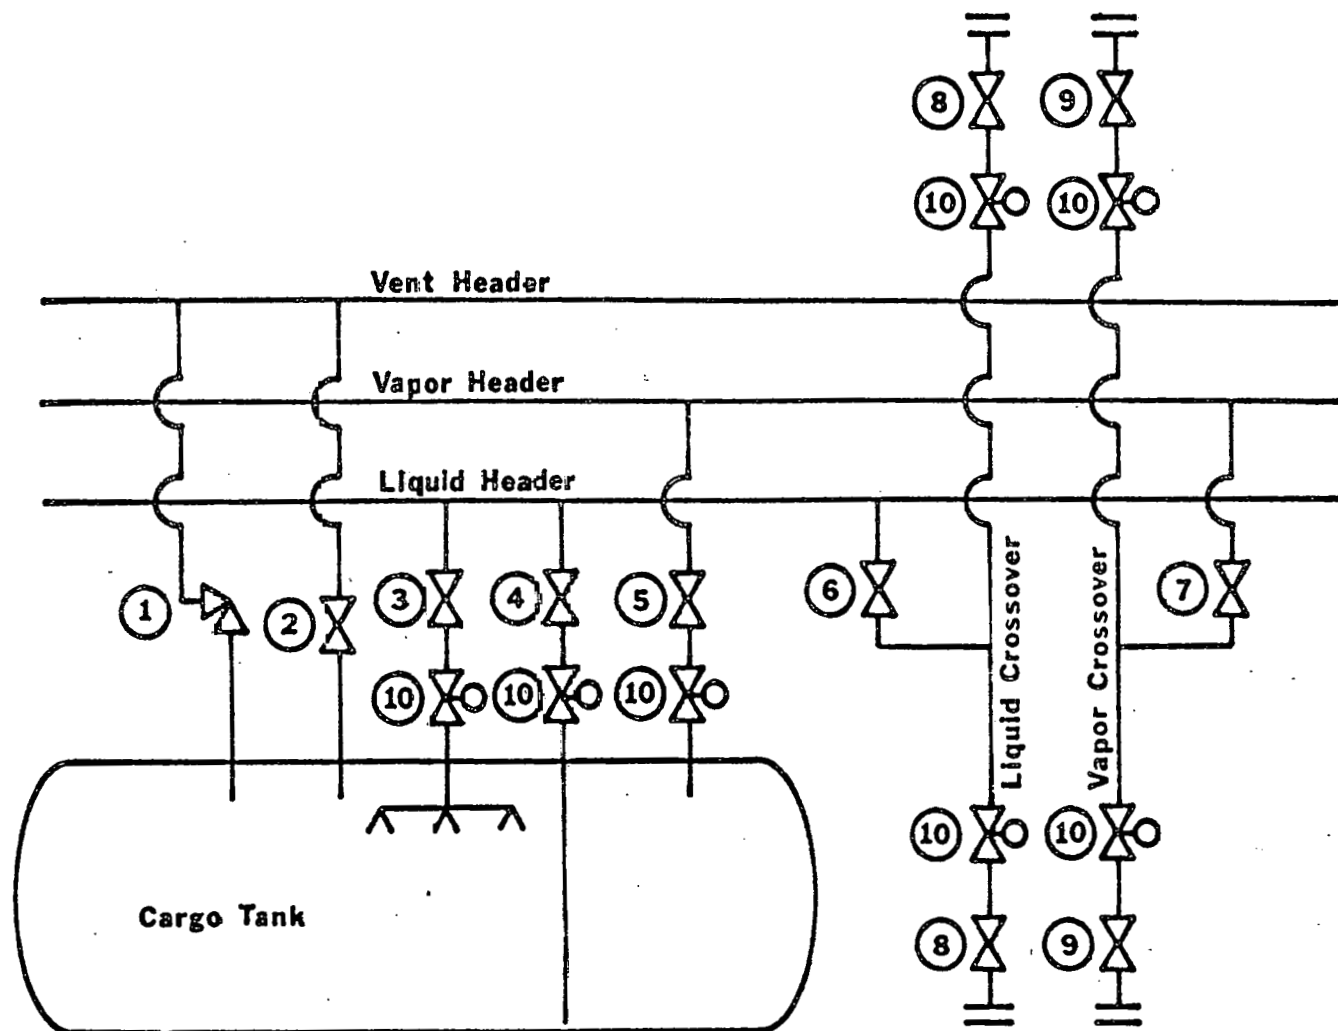 8 9
10 10
Vent Header
Vapor Header
Liquid Header
1 2 3 4 5 6 7
10 10 10
Liquid Crossover
Vapor Crossover
10 10
Cargo Tank
8 9